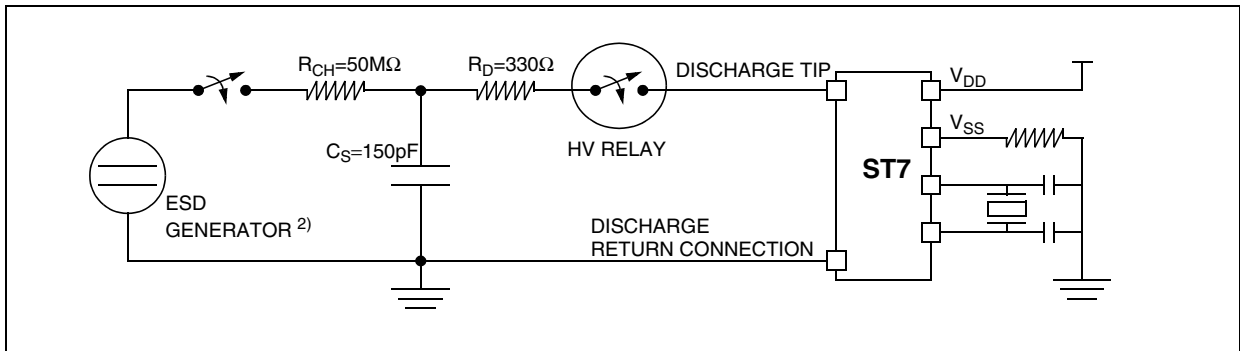 R_CH=50MΩ
R_D=330Ω
DISCHARGE TIP
V_DD
V_SS
C_S=150pF
HV RELAY
ST7
ESD
GENERATOR 2)
DISCHARGE
RETURN CONNECTION